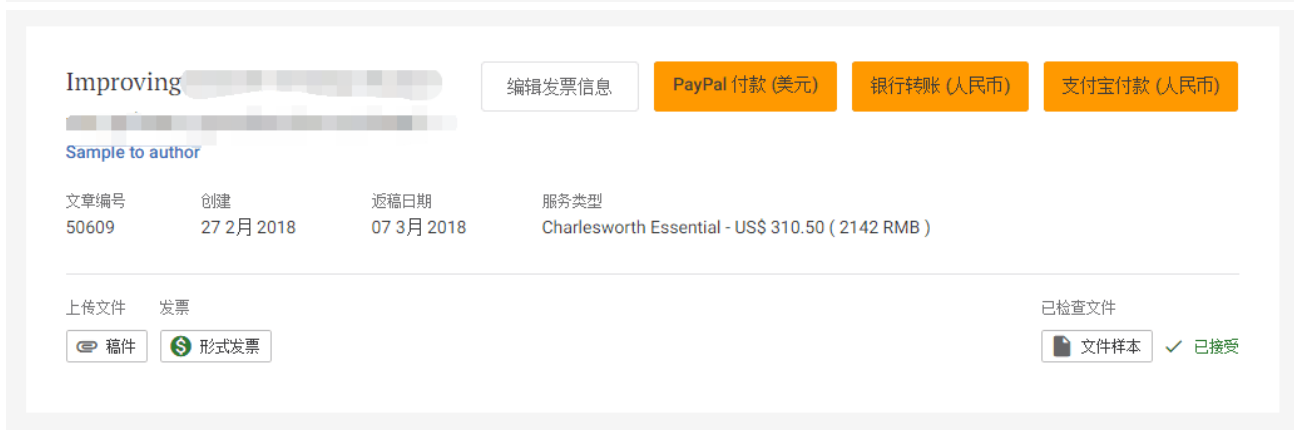 Improving
编辑发票信息
PayPal 付款 (美元)
银行转账 (人民币)
支付宝付款 (人民币)
Sample to author
文章编号 创建 返稿日期 服务类型
50609 27 2月 2018 07 3月 2018 Charlesworth Essential - US$ 310.50 ( 2142 RMB )
上传文件 发票 已检查文件
稿件 形式发票 文件样本 已接受